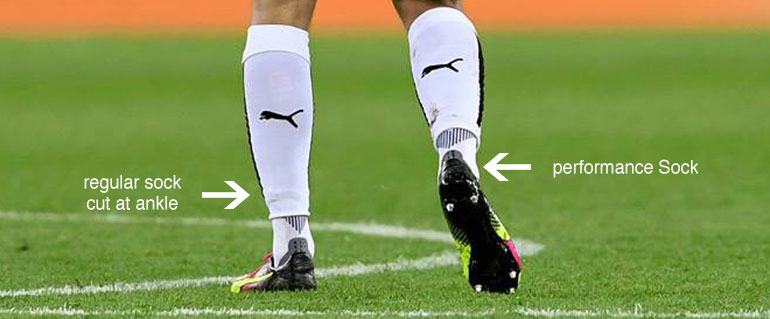 regular sock
cut at ankle
performance Sock